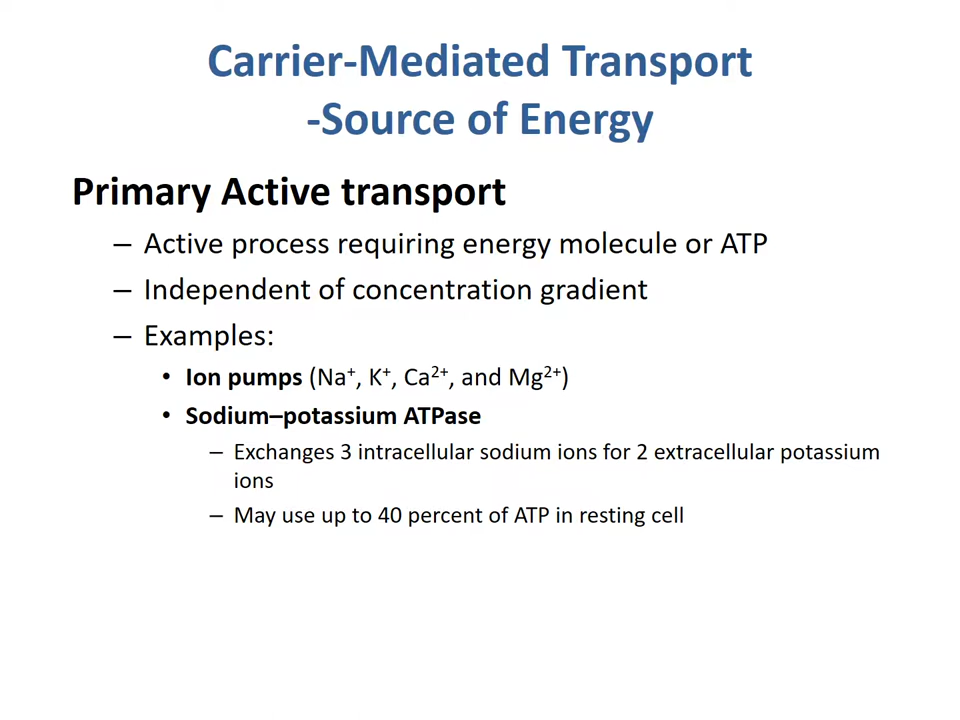 Carrier-Mediated Transport
-Source of Energy
Primary Active transport
– Active process requiring energy molecule or ATP
– Independent of concentration gradient
– Examples:
• Ion pumps (Na⁺, K⁺, Ca²⁺, and Mg²⁺)
• Sodium–potassium ATPase
– Exchanges 3 intracellular sodium ions for 2 extracellular potassium
ions
– May use up to 40 percent of ATP in resting cell